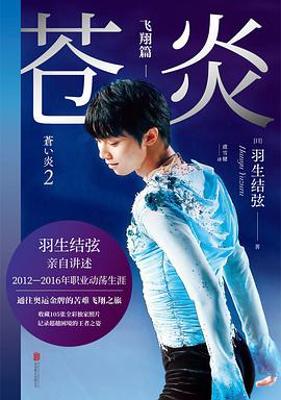 飞翔篇
苍炎
蒼い炎2
[日]羽生结弦
Hanyu Yuzuru
著
羽生结弦
亲自讲述
2012—2016年职业动荡生涯
通往奥运金牌的苦难飞翔之旅
收藏105张全彩独家照片
记录超越困境的王者之姿